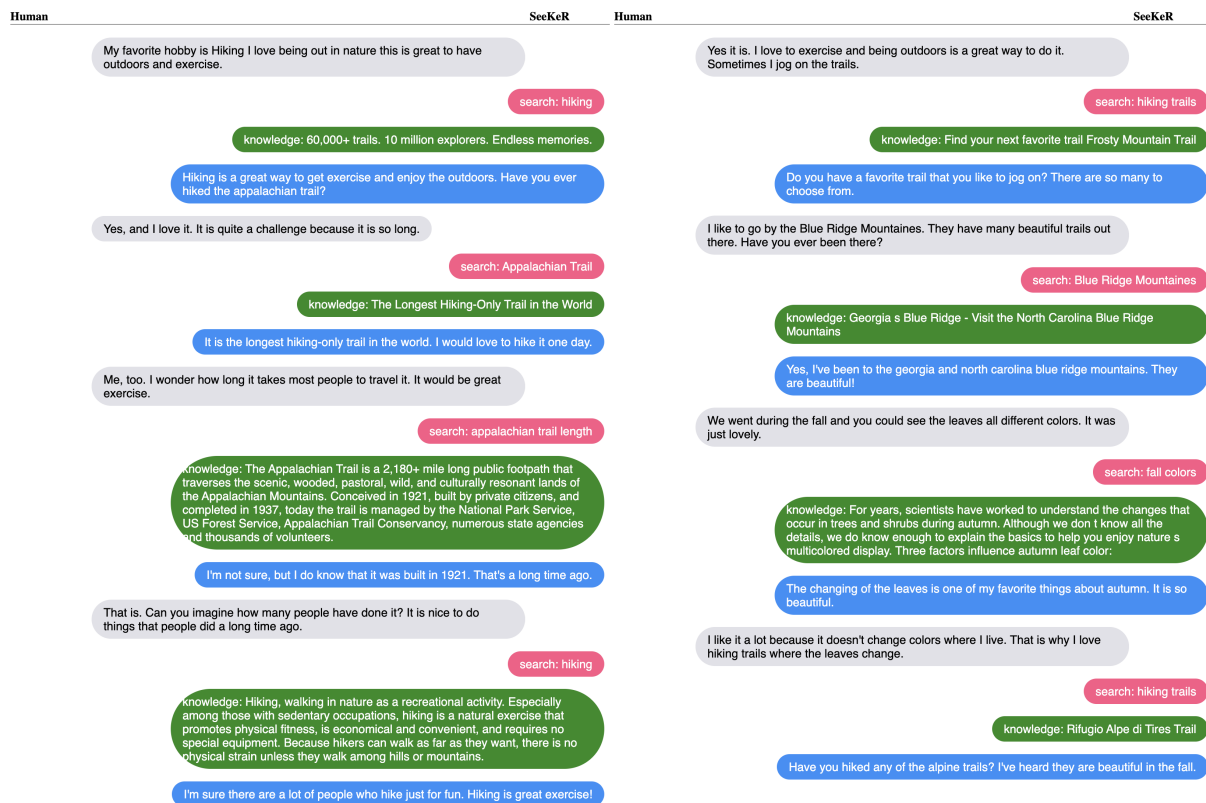 Human SeeKeR
My favorite hobby is Hiking I love being out in nature this is great to have
outdoors and exercise.
search: hiking
knowledge: 60,000+ trails. 10 million explorers. Endless memories.
Hiking is a great way to get exercise and enjoy the outdoors. Have you ever
hiked the appalachian trail?
Yes, and I love it. It is quite a challenge because it is so long.
search: Appalachian Trail
knowledge: The Longest Hiking-Only Trail in the World
It is the longest hiking-only trail in the world. I would love to hike it one day.
Me, too. I wonder how long it takes most people to travel it. It would be great
exercise.
search: appalachian trail length
knowledge: The Appalachian Trail is a 2,180+ mile long public footpath that
traverses the scenic, wooded, pastoral, wild, and culturally resonant lands of
the Appalachian Mountains. Conceived in 1921, built by private citizens, and
completed in 1937, today the trail is managed by the National Park Service,
US Forest Service, Appalachian Trail Conservancy, numerous state agencies
and thousands of volunteers.
I'm not sure, but I do know that it was built in 1921. That's a long time ago.
That is. Can you imagine how many people have done it? It is nice to do
things that people did a long time ago.
search: hiking
knowledge: Hiking, walking in nature as a recreational activity. Especially
among those with sedentary occupations, hiking is a natural exercise that
promotes physical fitness, is economical and convenient, and requires no
special equipment. Because hikers can walk as far as they want, there is no
physical strain unless they walk among hills or mountains.
I'm sure there are a lot of people who hike just for fun. Hiking is great exercise!
Human SeeKeR
Yes it is. I love to exercise and being outdoors is a great way to do it.
Sometimes I jog on the trails.
search: hiking trails
knowledge: Find your next favorite trail Frosty Mountain Trail
Do you have a favorite trail that you like to jog on? There are so many to
choose from.
I like to go by the Blue Ridge Mountaines. They have many beautiful trails out
there. Have you ever been there?
search: Blue Ridge Mountaines
knowledge: Georgia s Blue Ridge - Visit the North Carolina Blue Ridge
Mountains
Yes, I've been to the georgia and north carolina blue ridge mountains. They
are beautiful!
We went during the fall and you could see the leaves all different colors. It was
just lovely.
search: fall colors
knowledge: For years, scientists have worked to understand the changes that
occur in trees and shrubs during autumn. Although we don t know all the
details, we do know enough to explain the basics to help you enjoy nature s
multicolored display. Three factors influence autumn leaf color:
The changing of the leaves is one of my favorite things about autumn. It is so
beautiful.
I like it a lot because it doesn't change colors where I live. That is why I love
hiking trails where the leaves change.
search: hiking trails
knowledge: Rifugio Alpe di Tires Trail
Have you hiked any of the alpine trails? I've heard they are beautiful in the fall.